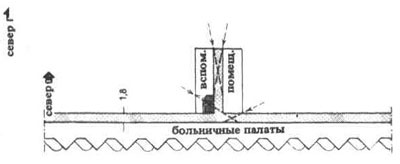 север
север
1,8
вспом.
помещ.
больничные палаты